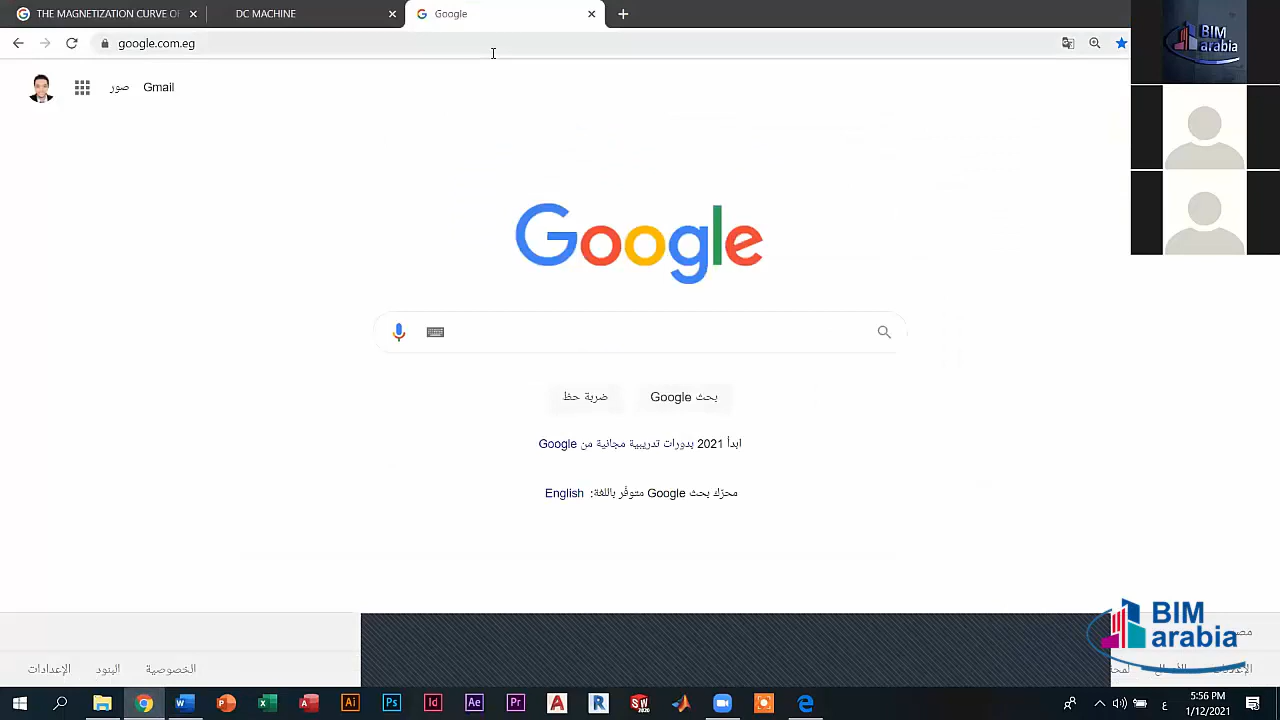 THE MAGNETIZATION CURVE OF
DC MACHINE
Google
google.com.eg
BIM
arabia
صور
Gmail
Google
بحث Google
ضربة حظ
ابدأ 2021 بدورات تدريبية مجانية من Google
محرّك بحث Google متوفّر باللغة: English
BIM
arabia
الخصوصية
البنود
الإعدادات
5:56 PM
1/12/2021